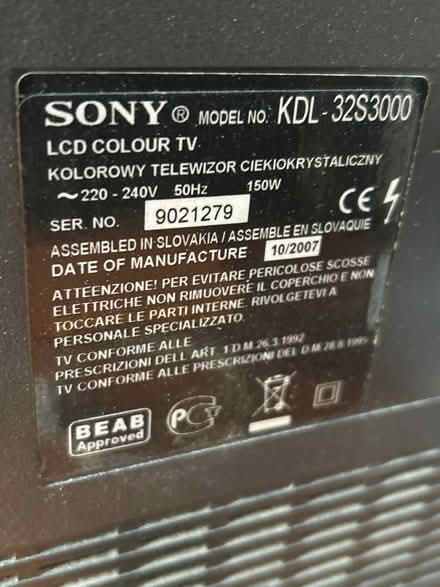 SONY ® MODEL NO. KDL-32S3000
LCD COLOUR TV
KOLOROWY TELEWIZOR CIEKIOKRYSTALICZNY
~220 - 240V 50Hz 150W
CE
SER. NO. 9021279
ASSEMBLED IN SLOVAKIA / ASSEMBLE EN SLOVAQUIE
DATE OF MANUFACTURE 10/2007
ATTEENZIONE! PER EVITARE PERICOLOSE SCOSSE
ELETTRICHE NON RIMUOVERE IL COPERCHIO E NON
TOCCARE LE PARTI INTERNE. RIVOLGETEVI A
PERSONALE SPECIALIZZATO.
TV CONFORME ALLE
PRESCRIZIONI DELL ART 1 D M 26.3.1992
TV CONFORME ALLE PRESCRIZIONI DEL D M 28.8.1995
BEAB
Approved